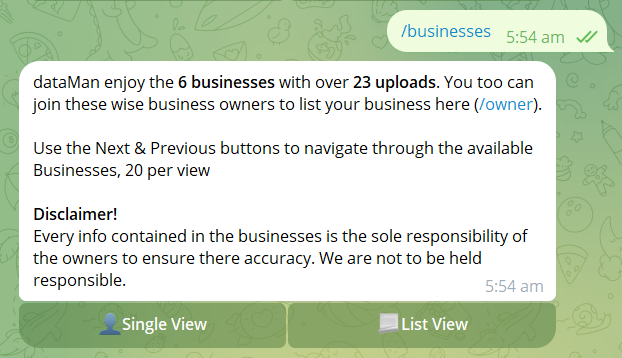 /businesses 5:54 am
dataMan enjoy the 6 businesses with over 23 uploads. You too can
join these wise business owners to list your business here (/owner).
Use the Next & Previous buttons to navigate through the available
Businesses, 20 per view
Disclaimer!
Every info contained in the businesses is the sole responsibility of
the owners to ensure there accuracy. We are not to be held
responsible.
5:54 am
Single View
List View